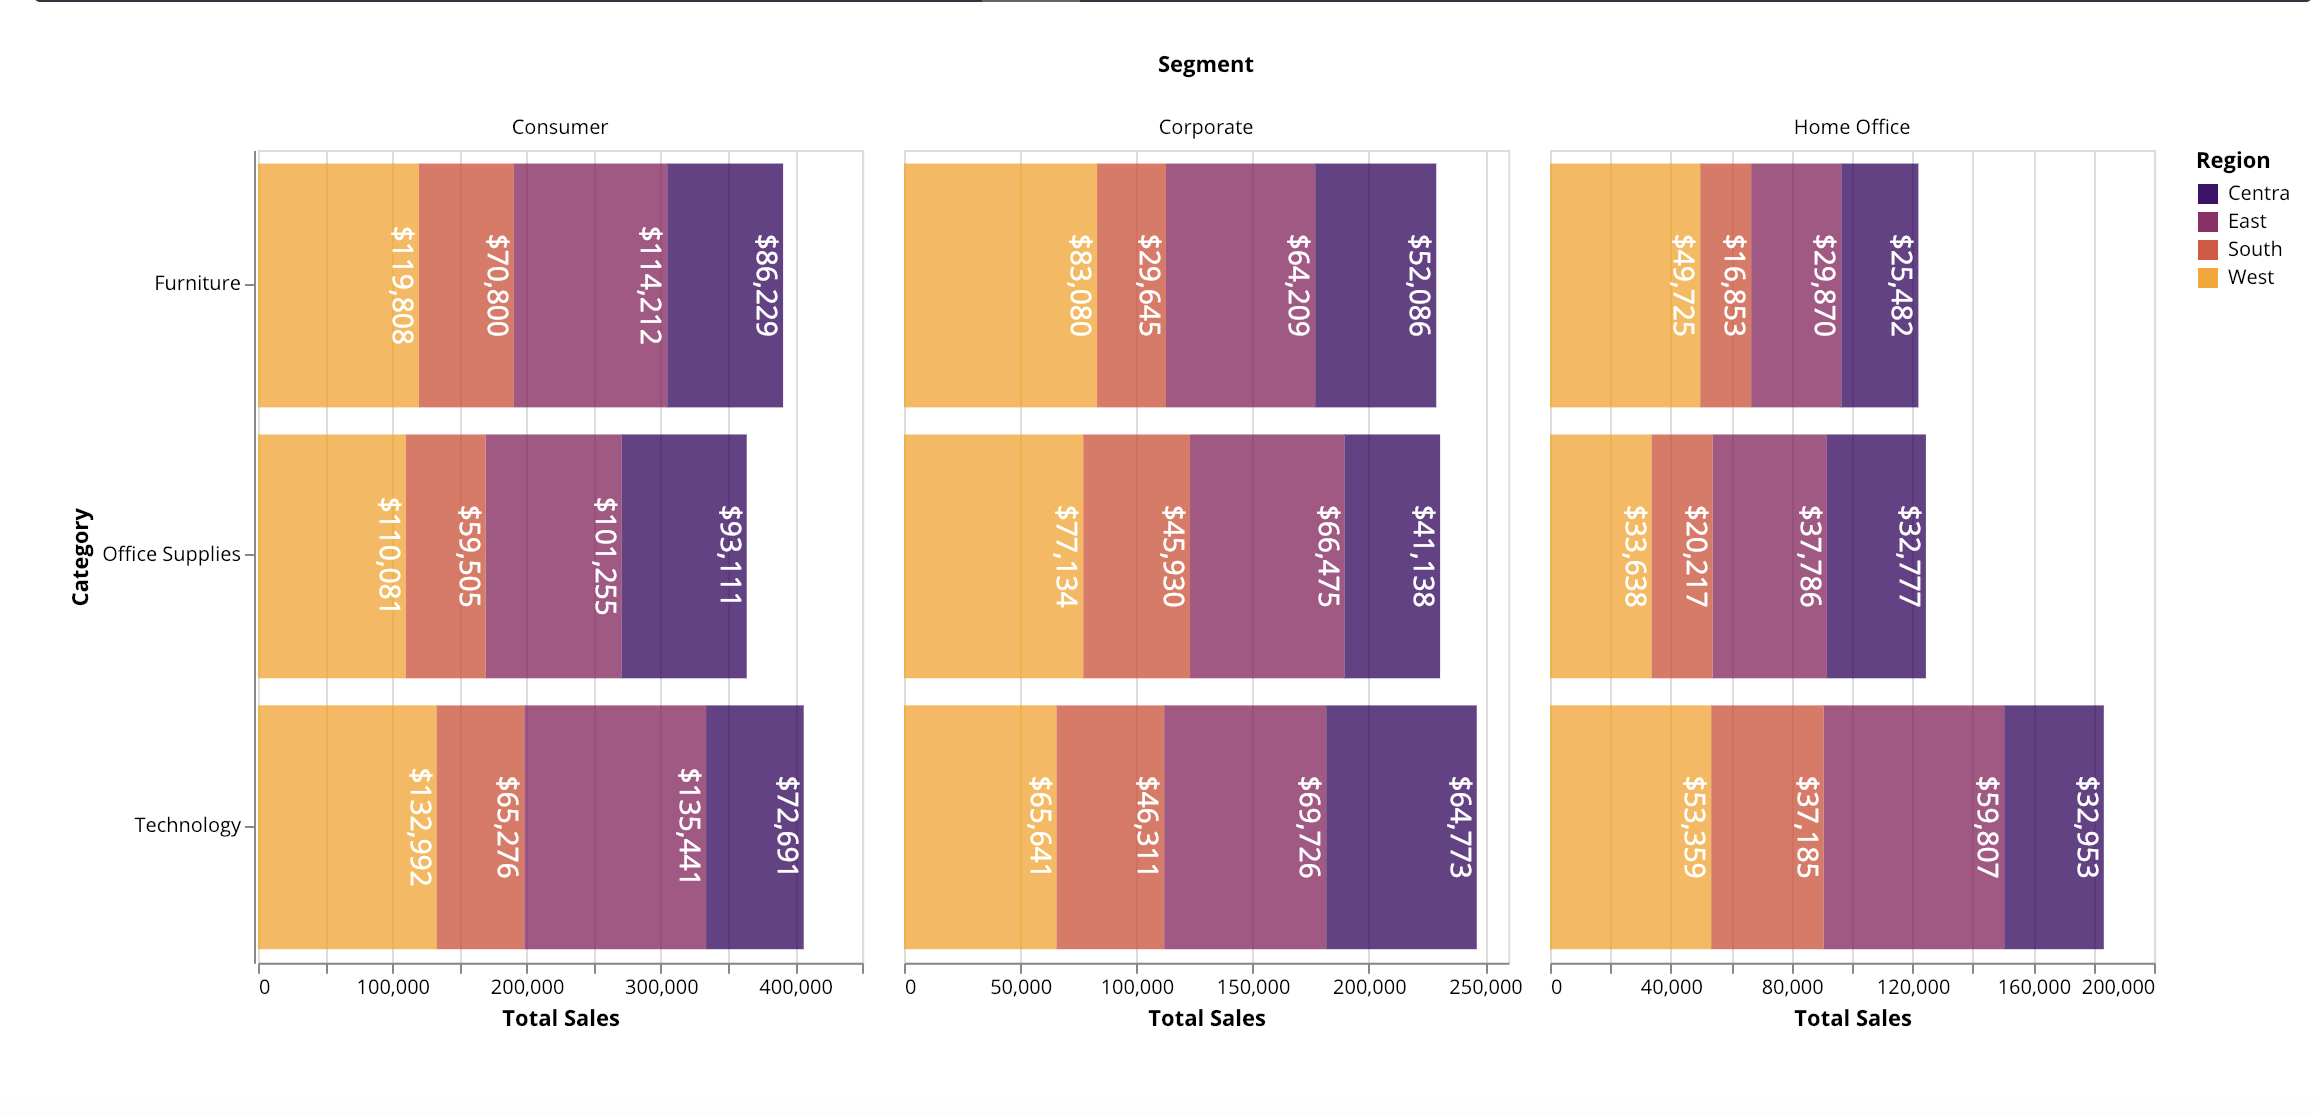 Segment
Consumer
Corporate
Home Office
Region
Centra
East
South
West
Category
Furniture
$119,808
$70,800
$114,212
$86,229
$83,080
$29,645
$64,209
$52,086
$49,725
$16,853
$29,870
$25,482
Office Supplies
$110,081
$59,505
$101,255
$93,111
$77,134
$45,930
$66,475
$41,138
$33,638
$20,217
$37,786
$32,777
Technology
$132,992
$65,276
$135,441
$72,691
$65,641
$46,311
$69,726
$64,773
$53,359
$37,185
$59,807
$32,953
0 100,000 200,000 300,000 400,000
0 50,000 100,000 150,000 200,000 250,000
0 40,000 80,000 120,000 160,000 200,000
Total Sales
Total Sales
Total Sales